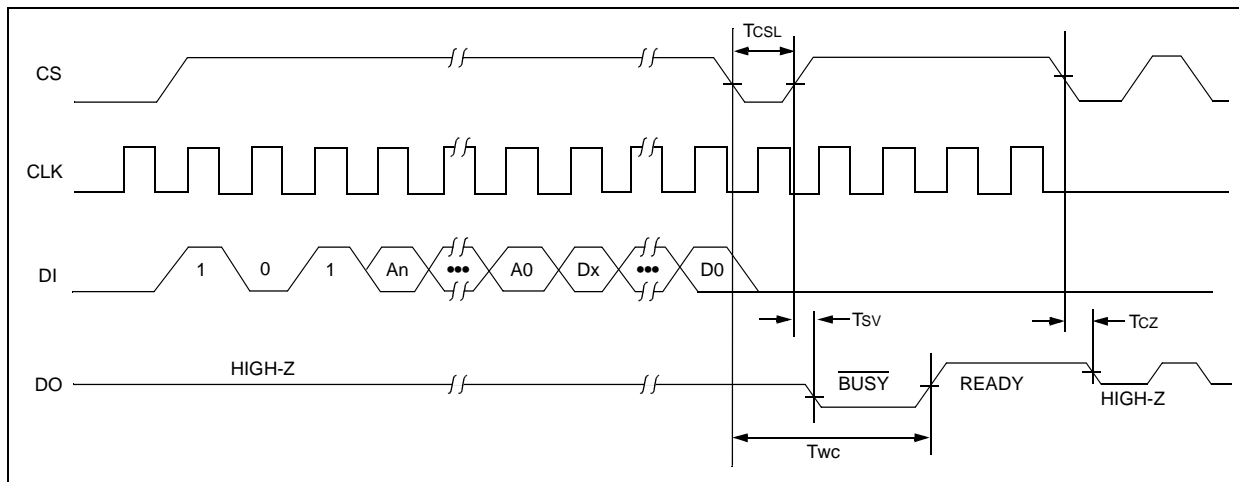 TCSL
CS
CLK
DI
1 0 1 An ••• A0 Dx ••• D0
TSV
TCZ
HIGH-Z
DO
BUSY
READY
HIGH-Z
Twc